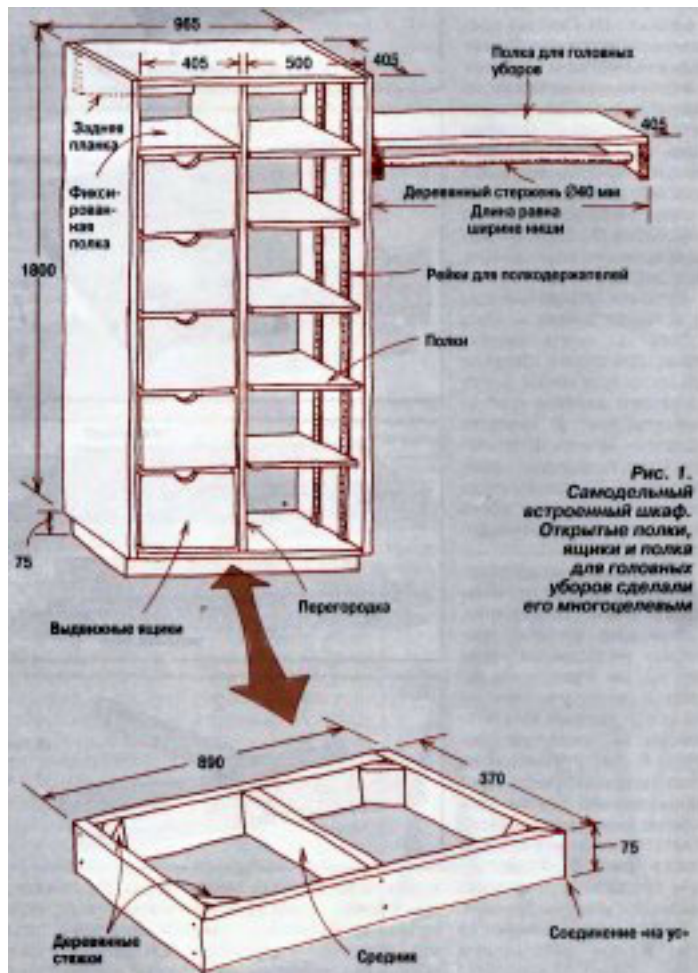 965
405
500
405
Полка для головных
уборов
405
Задняя
планка
Фикси-
рован-
ная
полка
Деревянный стержень Ø40 мм
Длина равна
ширине ниши
1800
Рейки для полкодержателей
Полки
Рис. 1.
Самодельный
встроенный шкаф.
Открытые полки,
ящики и полка
для головных
уборов сделали
его многоцелевым
75
Перегородка
Выдвижные ящики
890
370
75
Деревянные
стяжки
Средник
Соединение «на ус»